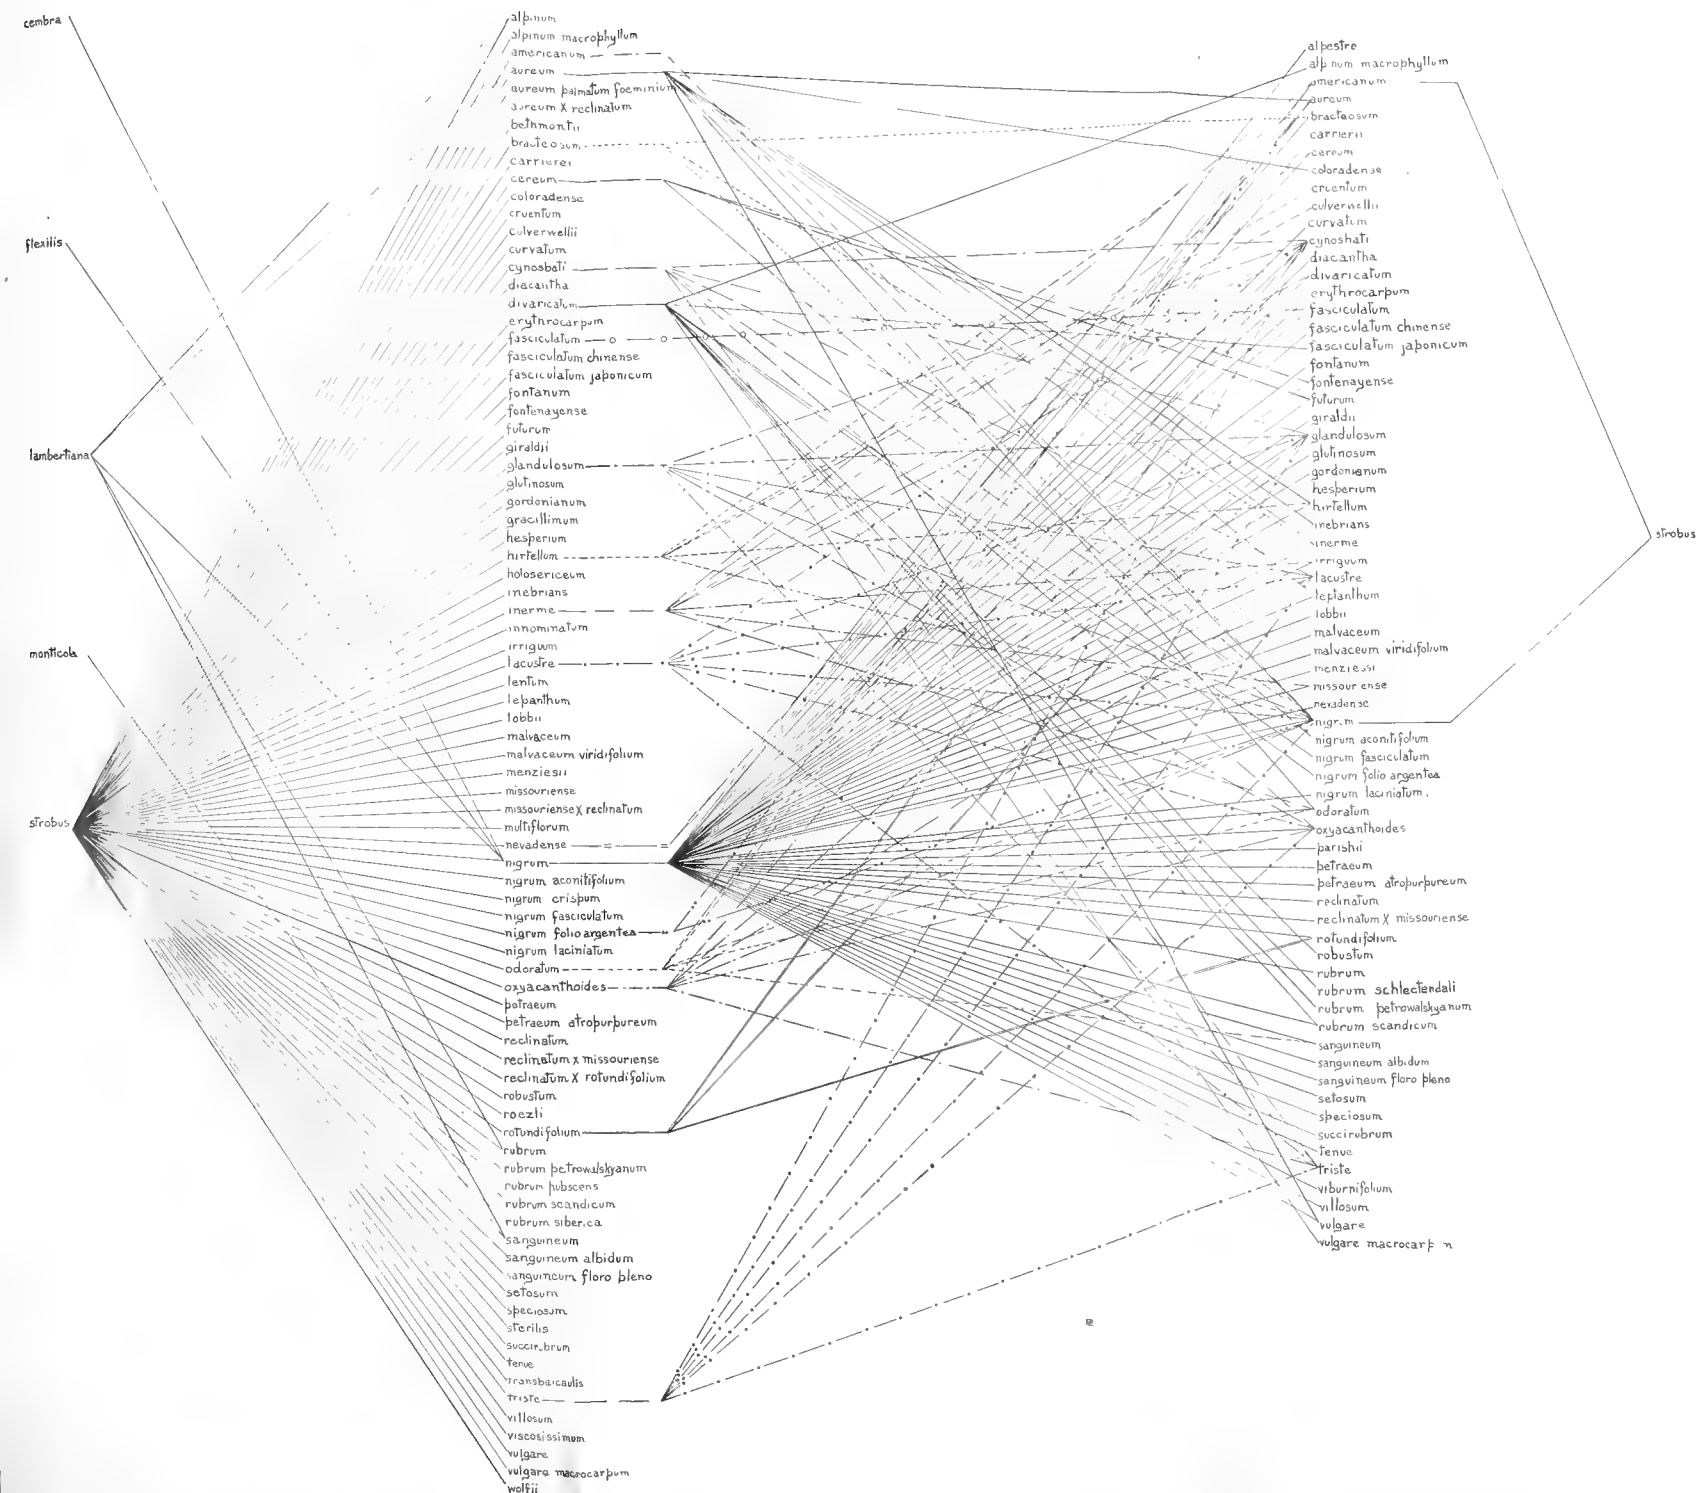 cembra
flexilis
lambertiana
monticola
strobus
alpinum
alpinum macrophyllum
americanum
aureum
aureum palmatum foeminium
aureum X reclinatum
bethmontii
bracteosum
carrierei
cereum
coloradense
cruentum
culverwellii
curvatum
cynosbati
diacantha
divaricatum
erythrocarpum
fasciculatum
fasciculatum chinense
fasciculatum japonicum
fontanum
fontenayense
futurum
giraldii
glandulosum
glutinosum
gordonianum
gracillimum
hesperium
hirtellum
holosericeum
inebrians
inerme
innominatum
irriguum
lacustre
lentum
lepanthum
lobbii
malvaceum
malvaceum viridifolium
menziesii
missouriense
missouriense X reclinatum
multiflorum
nevadense
nigrum
nigrum aconitifolium
nigrum crispum
nigrum fasciculatum
nigrum folio argentea
nigrum laciniatum
odoratum
oxyacanthoides
petraeum
petraeum atropurpureum
reclinatum
reclinatum x missouriense
reclinatum X rotundifolium
robustum
roezli
rotundifolium
rubrum
rubrum petrowalskyanum
rubrum pubscens
rubrum scandicum
rubrum siberica
sanguineum
sanguineum albidum
sanguineum floro pleno
setosum
speciosum
sterilis
succirubrum
tenue
transbaicaulis
triste
villosum
viscosissimum
vulgare
vulgare macrocarpum
wolfii
alpestre
alpinum macrophyllum
americanum
aureum
bracteosum
carrierii
cereum
coloradense
cruentum
culverwellii
curvatum
cynosbati
diacantha
divaricatum
erythrocarpum
fasciculatum
fasciculatum chinense
fasciculatum japonicum
fontanum
fontenayense
futurum
giraldii
glandulosum
glutinosum
gordonianum
hesperium
hirtellum
inebrians
inerme
irriguum
lacustre
leptanthum
lobbii
malvaceum
malvaceum viridifolium
menziessi
missouriense
nevadense
nigrum
nigrum aconitifolium
nigrum fasciculatum
nigrum folio argentea
nigrum laciniatum.
odoratum
oxyacanthoides
parishii
petraeum
petraeum atropurpureum
reclinatum
reclinatum X missouriense
rotundifolium
robustum
rubrum
rubrum schlectendali
rubrum petrowalskyanum
rubrum scandicum
sanguineum
sanguineum albidum
sanguineum floro pleno
setosum
speciosum
succirubrum
tenue
triste
viburnifolium
villosum
vulgare
vulgare macrocarp n
strobus